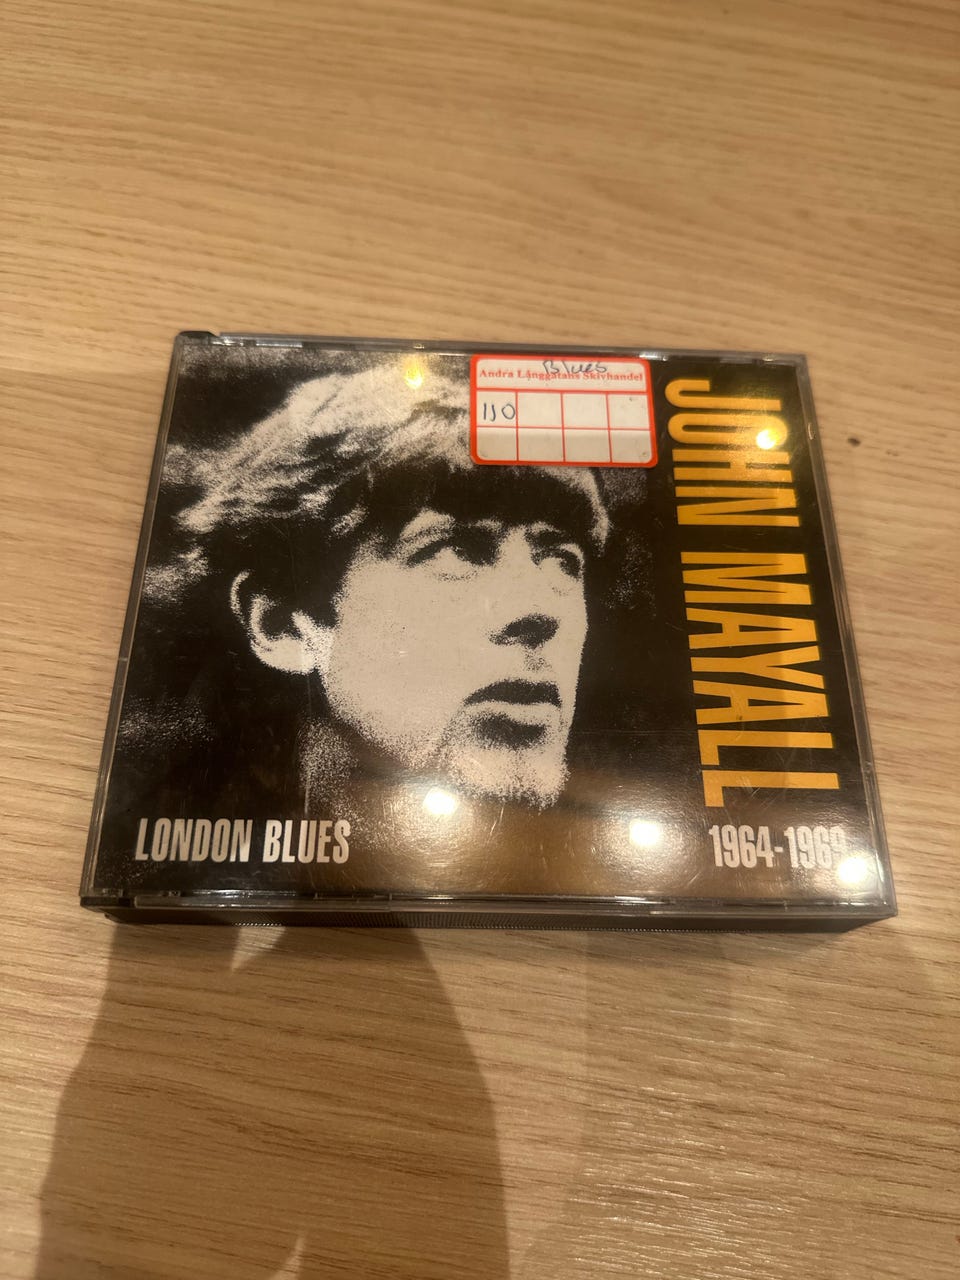 Blues
Andra Långgatans Skivhandel
110
JOHN MAYALL
LONDON BLUES
1964-1969